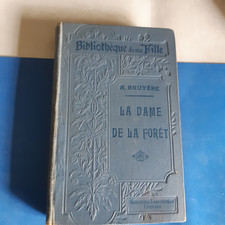 Bibliothèque de ma Fille
M. BRUYÈRE
LA DAME
DE LA FORÊT